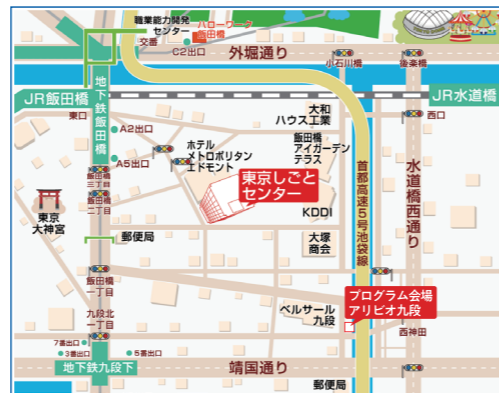 職業能力開発
センター
ハローワーク
飯田橋
交番
C2出口
外堀通り
小石川橋
後楽橋
JR飯田橋
地下鉄飯田橋
JR水道橋
東口
西口
A2出口
A5出口
大和
ハウス工業
飯田橋
アイガーデン
テラス
ホテル
メトロポリタン
エドモント
東京しごと
センター
KDDI
首都高速5号池袋線
水道橋西通り
飯田橋
三丁目
飯田橋
二丁目
東京
大神宮
郵便局
大塚
商会
飯田橋
一丁目
プログラム会場
アリビオ九段
ベルサール
九段
九段北
一丁目
西神田
7番出口
3番出口
5番出口
地下鉄九段下
靖国通り
郵便局